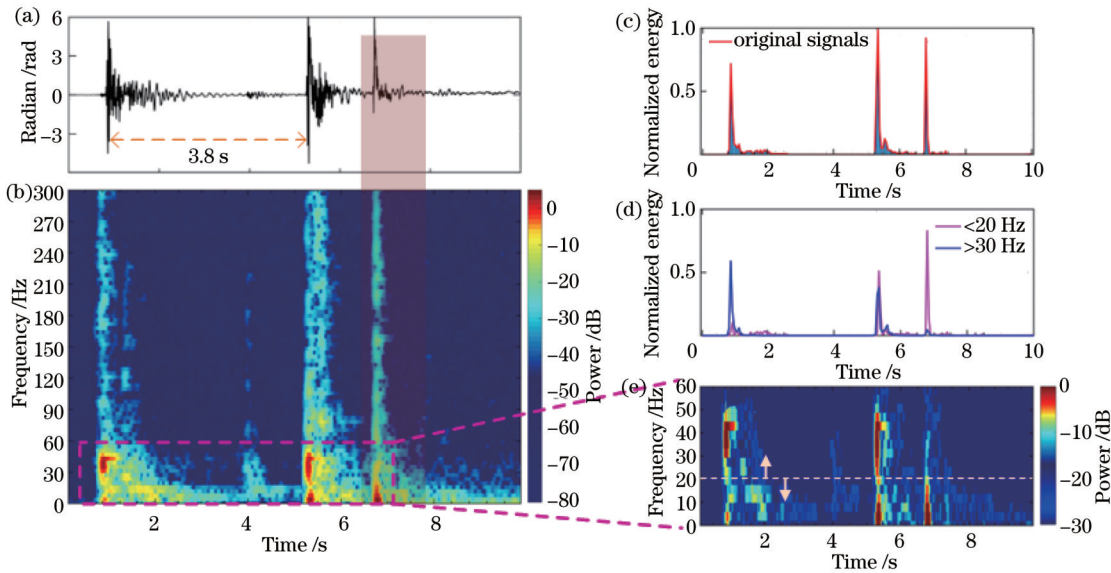 (a)
Radian /rad
6
3
0
−3
3.8 s
(b)
Frequency /Hz
300
270
240
210
180
150
120
90
60
30
0
2
4
6
8
Time /s
0
−10
−20
−30
−40
−50
−60
−70
−80
Power /dB
(c)
Normalized energy
1.0
0.5
original signals
0
2
4
6
8
10
Time /s
(d)
Normalized energy
1.0
0.5
<20 Hz
>30 Hz
0
2
4
6
8
10
Time /s
(e)
Frequency /Hz
60
50
40
30
20
10
0
2
4
6
8
Time /s
0
−10
−20
−30
Power /dB